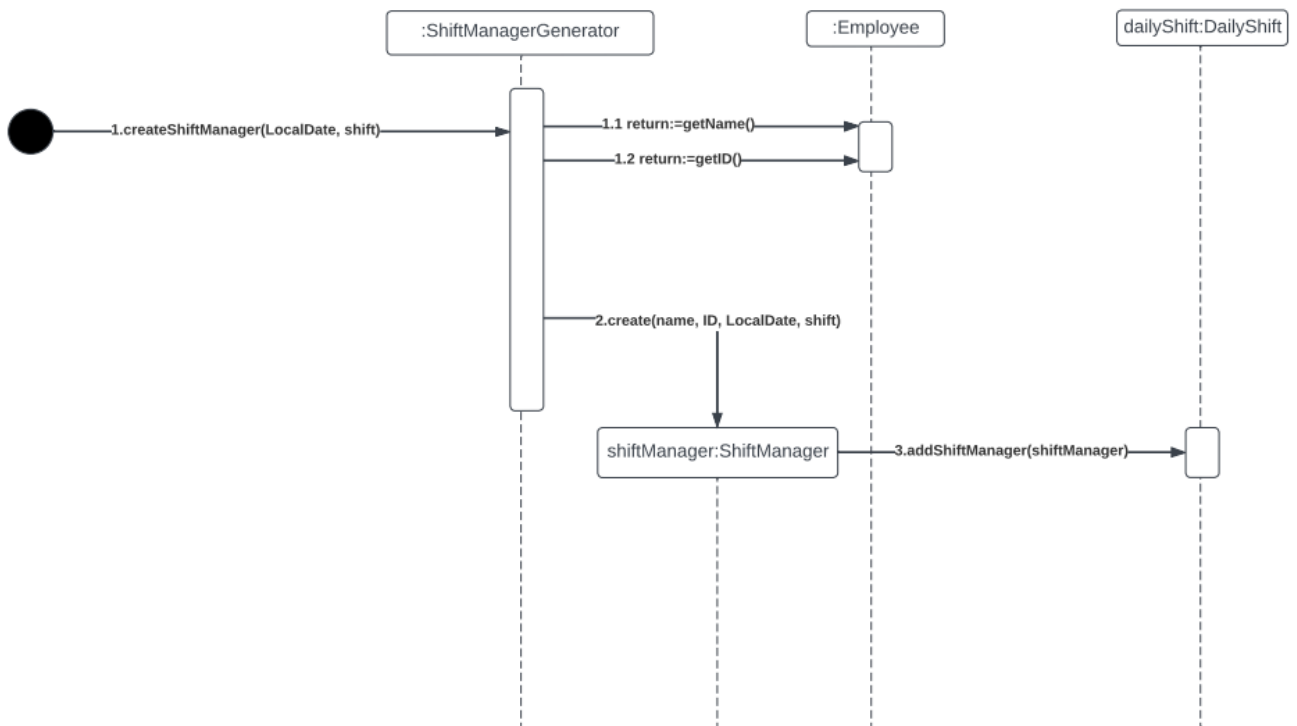 :ShiftManagerGenerator
:Employee
dailyShift:DailyShift
1.createShiftManager(LocalDate, shift)
1.1 return:=getName()
1.2 return:=getID()
2.create(name, ID, LocalDate, shift)
shiftManager:ShiftManager
3.addShiftManager(shiftManager)